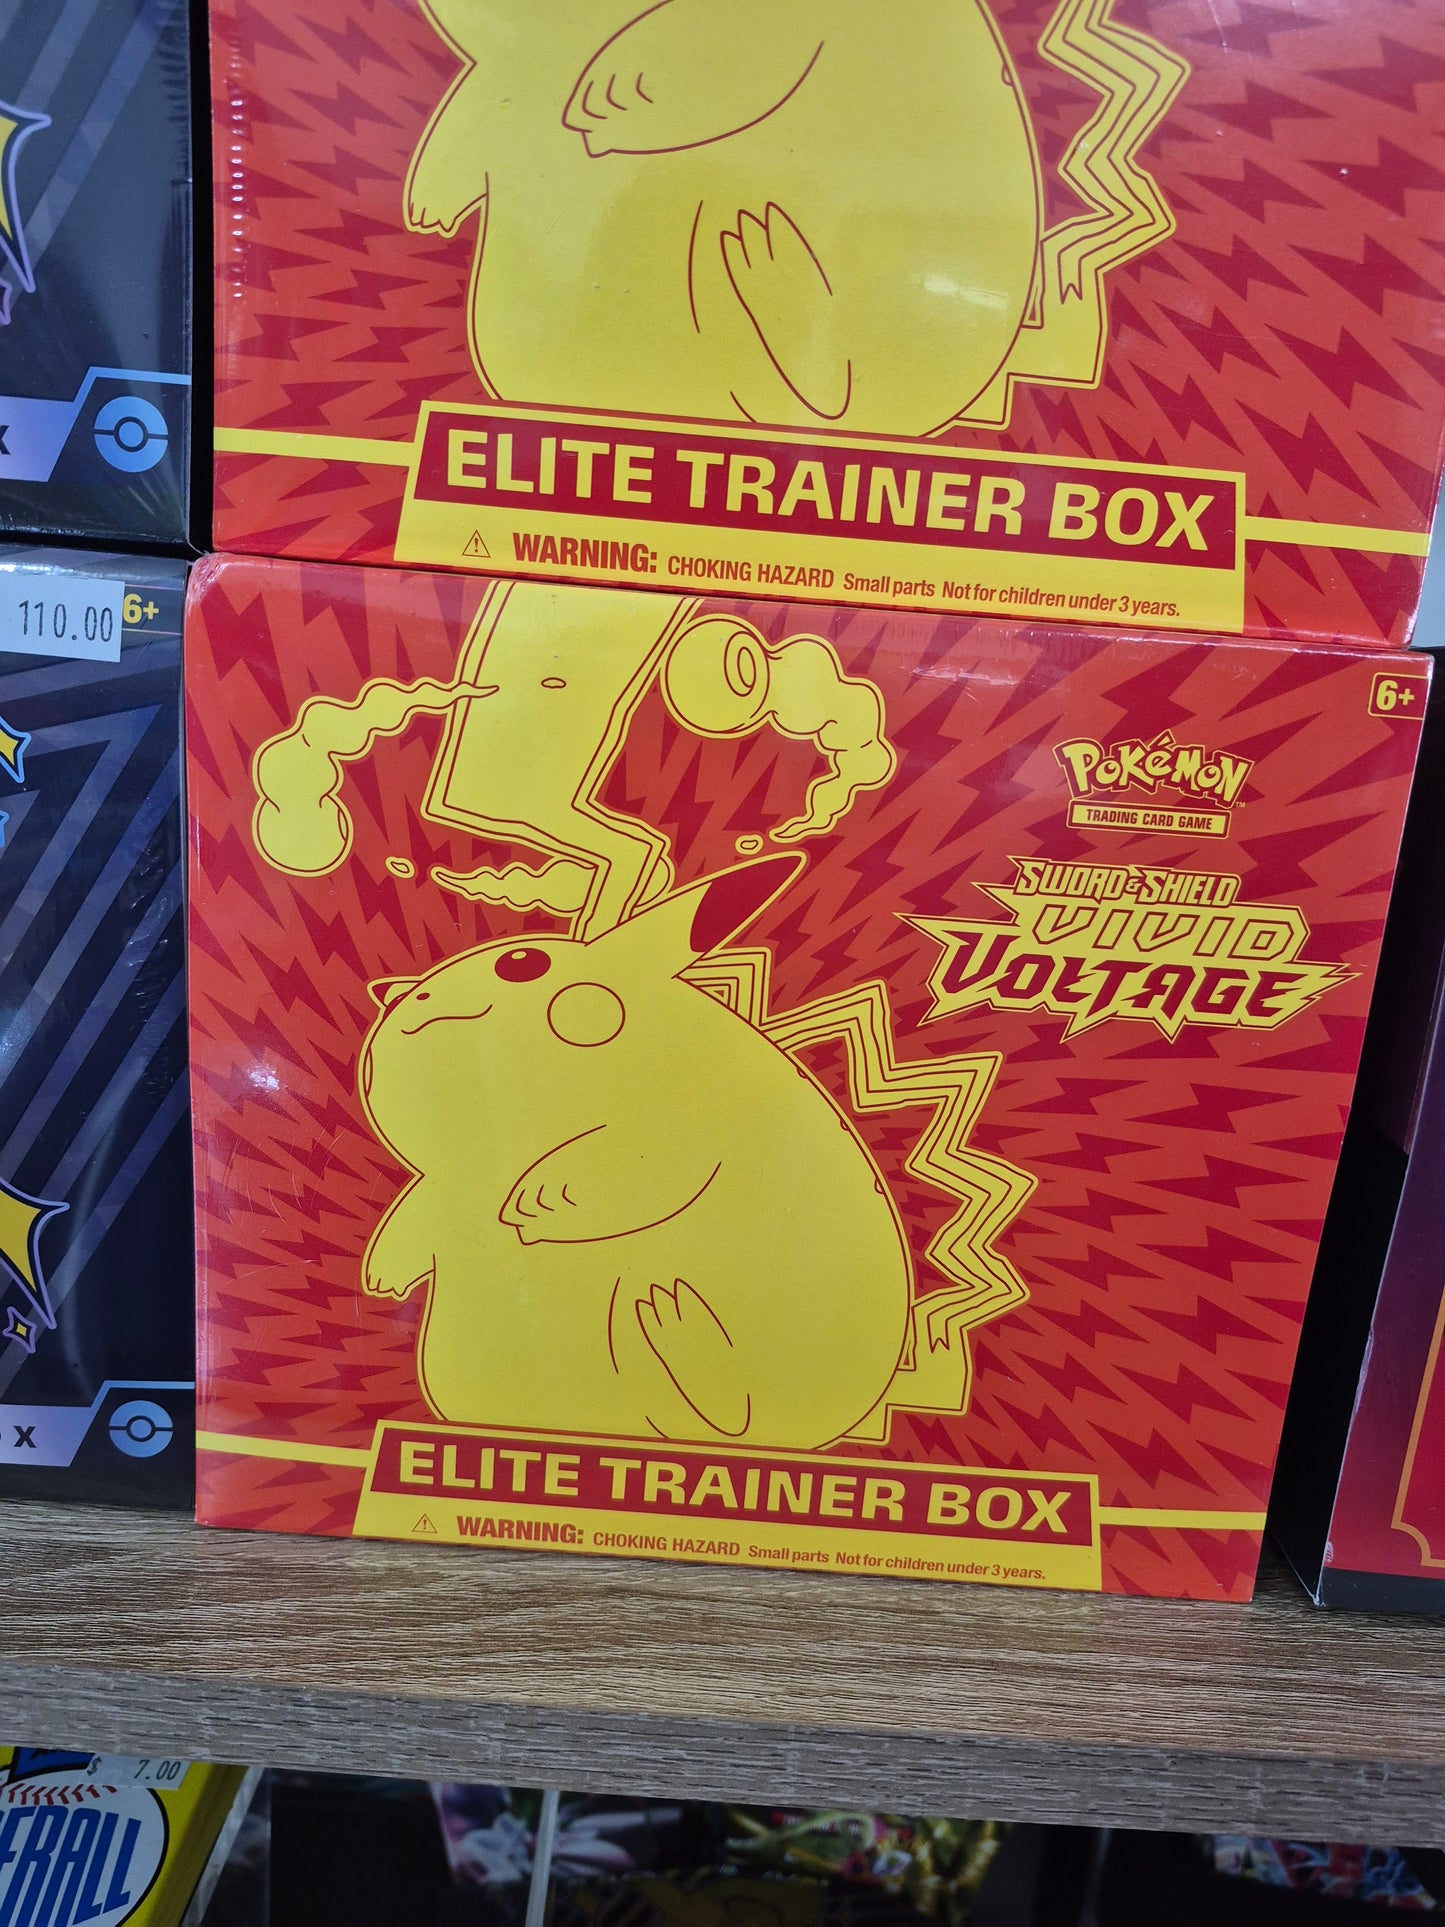 X
ELITE TRAINER BOX
WARNING: CHOKING HAZARD Small parts Not for children under 3 years.
110.00
6+
6+
POKéMON
TM
TRADING CARD GAME
SWORD & SHIELD
VIVID
VOLTAGE
X
ELITE TRAINER BOX
WARNING: CHOKING HAZARD Small parts Not for children under 3 years.
$ 7.00